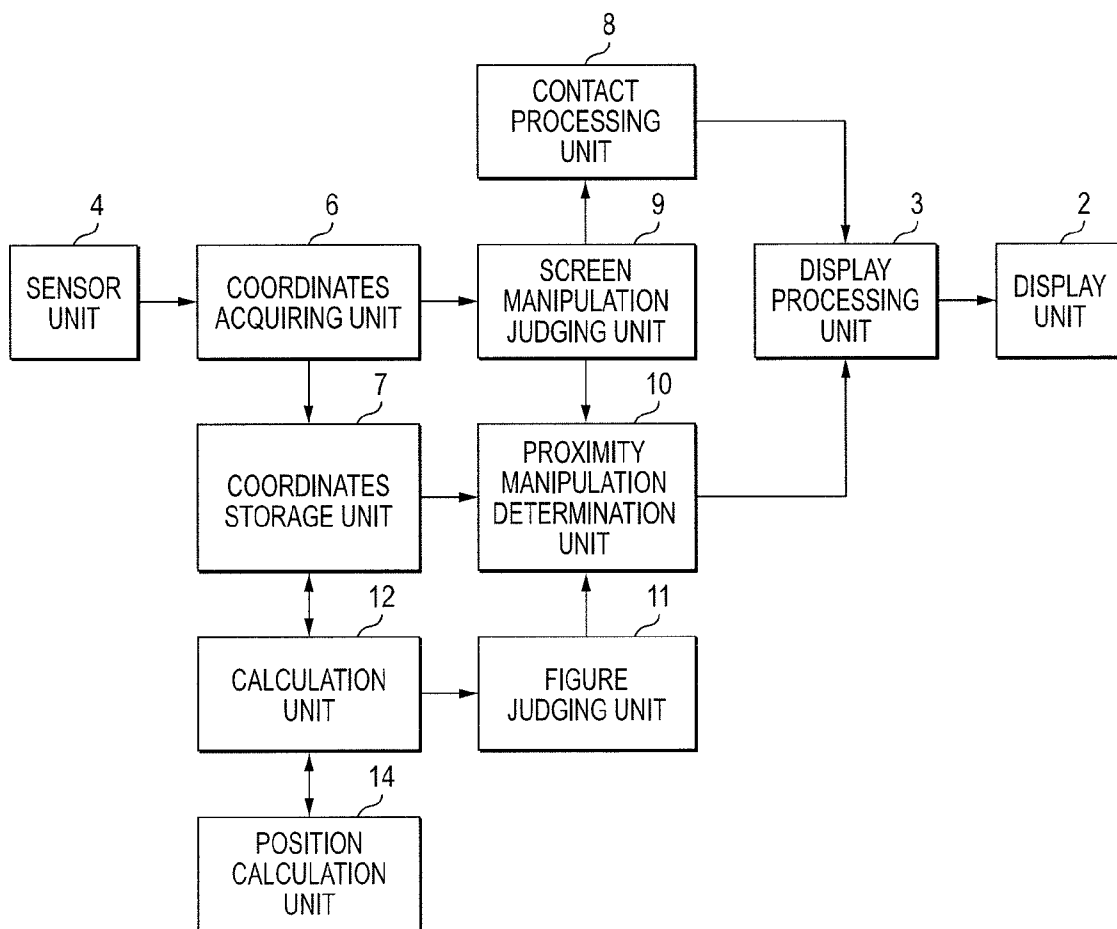 8
CONTACT
PROCESSING
UNIT
4
SENSOR
UNIT
6
COORDINATES
ACQUIRING UNIT
9
SCREEN
MANIPULATION
JUDGING UNIT
3
DISPLAY
PROCESSING
UNIT
2
DISPLAY
UNIT
7
COORDINATES
STORAGE UNIT
10
PROXIMITY
MANIPULATION
DETERMINATION
UNIT
12
CALCULATION
UNIT
11
FIGURE
JUDGING UNIT
14
POSITION
CALCULATION
UNIT